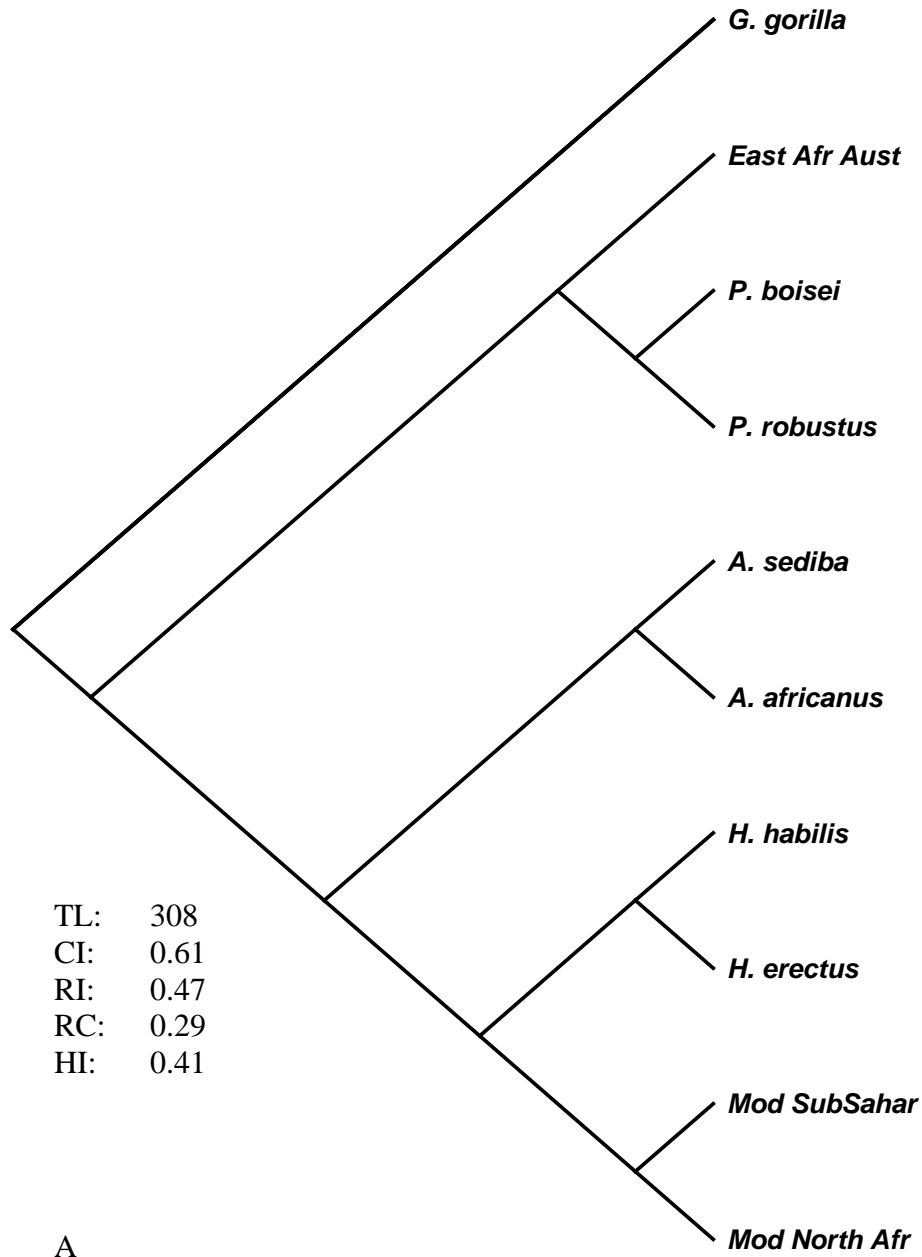 G. gorilla
East Afr Aust
P. boisei
P. robustus
A. sediba
A. africanus
H. habilis
H. erectus
Mod SubSahar
Mod North Afr
TL: 308
CI: 0.61
RI: 0.47
RC: 0.29
HI: 0.41
A